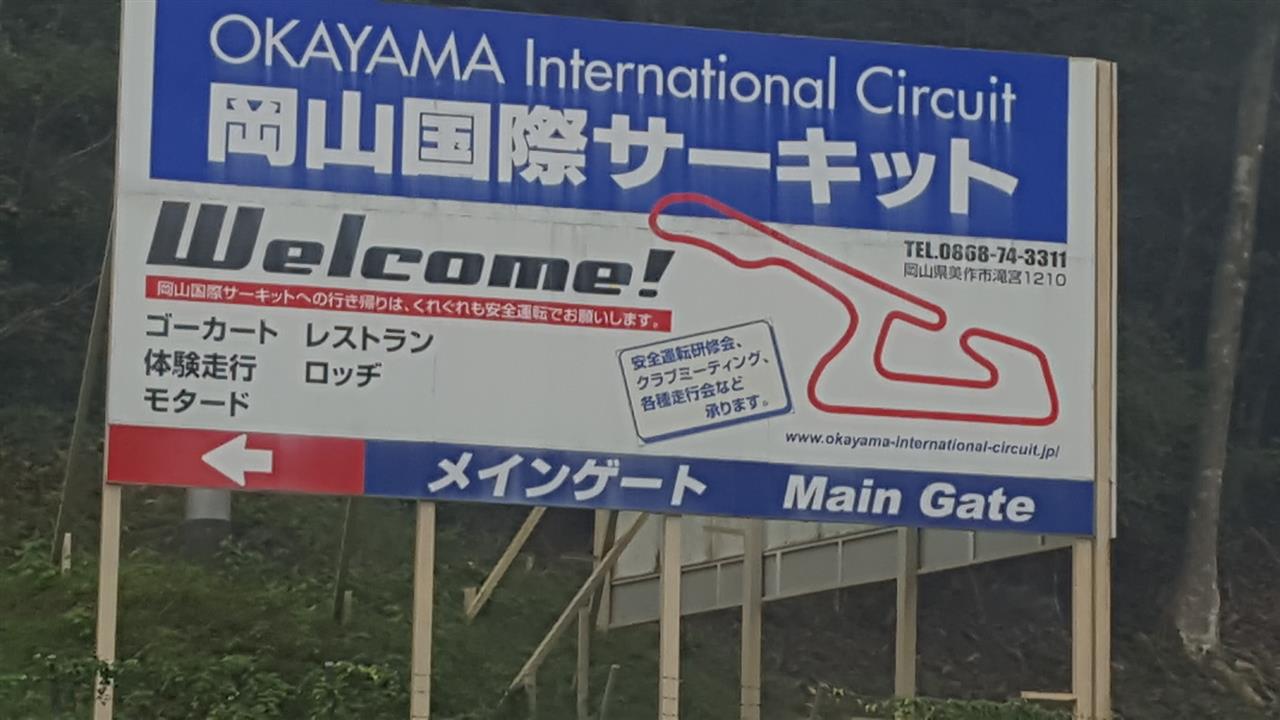 OKAYAMA International Circuit
岡山国際サーキット
Welcome!
TEL.0868-74-3311
岡山県美作市滝宮1210
岡山国際サーキットへの行き帰りは、くれぐれも安全運転でお願いします。
ゴーカート レストラン
体験走行 ロッヂ
モタード
安全運転研修会、
クラブミーティング、
各種走行会など
承ります。
www.okayama-international-circuit.jp/
メインゲート Main Gate